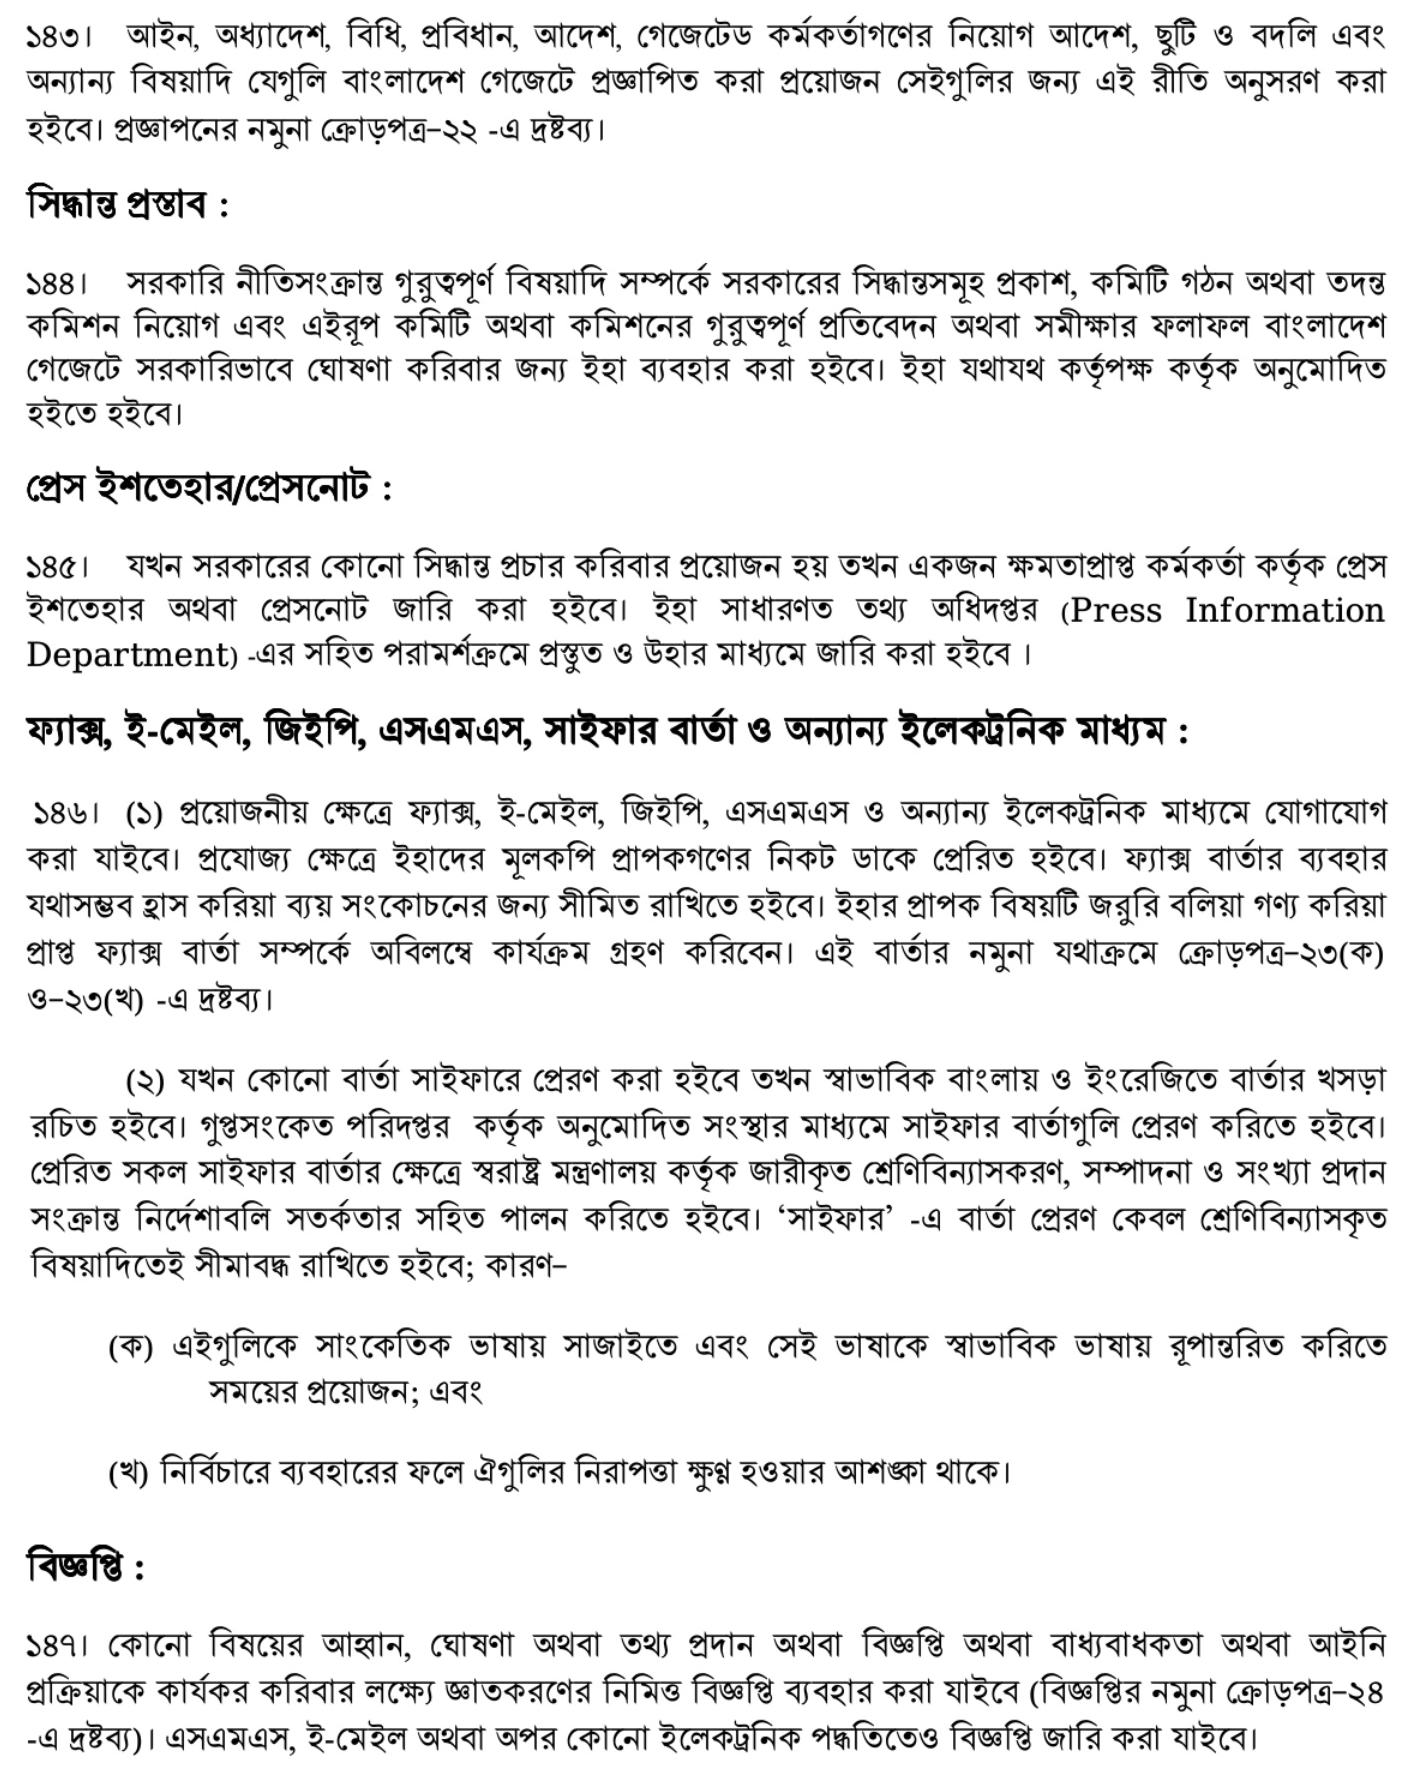 ১৪৩। আইন, অধ্যাদেশ, বিধি, প্রবিধান, আদেশ, গেজেটেড কর্মকর্তাগণের নিয়োগ আদেশ, ছুটি ও বদলি এবং
অন্যান্য বিষয়াদি যেগুলি বাংলাদেশ গেজেটে প্রজ্ঞাপিত করা প্রয়োজন সেইগুলির জন্য এই রীতি অনুসরণ করা
হইবে। প্রজ্ঞাপনের নমুনা ক্রোড়পত্র–২২ -এ দ্রষ্টব্য।
সিদ্ধান্ত প্রস্তাব :
১৪৪। সরকারি নীতিসংক্রান্ত গুরুত্বপূর্ণ বিষয়াদি সম্পর্কে সরকারের সিদ্ধান্তসমূহ প্রকাশ, কমিটি গঠন অথবা তদন্ত
কমিশন নিয়োগ এবং এইরূপ কমিটি অথবা কমিশনের গুরুত্বপূর্ণ প্রতিবেদন অথবা সমীক্ষার ফলাফল বাংলাদেশ
গেজেটে সরকারিভাবে ঘোষণা করিবার জন্য ইহা ব্যবহার করা হইবে। ইহা যথাযথ কর্তৃপক্ষ কর্তৃক অনুমোদিত
হইতে হইবে।
প্রেস ইশতেহার/প্রেসনোট :
১৪৫। যখন সরকারের কোনো সিদ্ধান্ত প্রচার করিবার প্রয়োজন হয় তখন একজন ক্ষমতাপ্রাপ্ত কর্মকর্তা কর্তৃক প্রেস
ইশতেহার অথবা প্রেসনোট জারি করা হইবে। ইহা সাধারণত তথ্য অধিদপ্তর (Press Information
Department) -এর সহিত পরামর্শক্রমে প্রস্তুত ও উহার মাধ্যমে জারি করা হইবে ।
ফ্যাক্স, ই-মেইল, জিইপি, এসএমএস, সাইফার বার্তা ও অন্যান্য ইলেকট্রনিক মাধ্যম :
১৪৬। (১) প্রয়োজনীয় ক্ষেত্রে ফ্যাক্স, ই-মেইল, জিইপি, এসএমএস ও অন্যান্য ইলেকট্রনিক মাধ্যমে যোগাযোগ
করা যাইবে। প্রযোজ্য ক্ষেত্রে ইহাদের মূলকপি প্রাপকগণের নিকট ডাকে প্রেরিত হইবে। ফ্যাক্স বার্তার ব্যবহার
যথাসম্ভব হ্রাস করিয়া ব্যয় সংকোচনের জন্য সীমিত রাখিতে হইবে। ইহার প্রাপক বিষয়টি জরুরি বলিয়া গণ্য করিয়া
প্রাপ্ত ফ্যাক্স বার্তা সম্পর্কে অবিলম্বে কার্যক্রম গ্রহণ করিবেন। এই বার্তার নমুনা যথাক্রমে ক্রোড়পত্র–২৩(ক)
ও–২৩(খ) -এ দ্রষ্টব্য।
(২) যখন কোনো বার্তা সাইফারে প্রেরণ করা হইবে তখন স্বাভাবিক বাংলায় ও ইংরেজিতে বার্তার খসড়া
রচিত হইবে। গুপ্তসংকেত পরিদপ্তর কর্তৃক অনুমোদিত সংস্থার মাধ্যমে সাইফার বার্তাগুলি প্রেরণ করিতে হইবে।
প্রেরিত সকল সাইফার বার্তার ক্ষেত্রে স্বরাষ্ট্র মন্ত্রণালয় কর্তৃক জারীকৃত শ্রেণিবিন্যাসকরণ, সম্পাদনা ও সংখ্যা প্রদান
সংক্রান্ত নির্দেশাবলি সতর্কতার সহিত পালন করিতে হইবে। ‘সাইফার’ -এ বার্তা প্রেরণ কেবল শ্রেণিবিন্যাসকৃত
বিষয়াদিতেই সীমাবদ্ধ রাখিতে হইবে; কারণ–
(ক) এইগুলিকে সাংকেতিক ভাষায় সাজাইতে এবং সেই ভাষাকে স্বাভাবিক ভাষায় রূপান্তরিত করিতে
সময়ের প্রয়োজন; এবং
(খ) নির্বিচারে ব্যবহারের ফলে ঐগুলির নিরাপত্তা ক্ষুণ্ণ হওয়ার আশঙ্কা থাকে।
বিজ্ঞপ্তি :
১৪৭। কোনো বিষয়ের আহ্বান, ঘোষণা অথবা তথ্য প্রদান অথবা বিজ্ঞপ্তি অথবা বাধ্যবাধকতা অথবা আইনি
প্রক্রিয়াকে কার্যকর করিবার লক্ষ্যে জ্ঞাতকরণের নিমিত্ত বিজ্ঞপ্তি ব্যবহার করা যাইবে (বিজ্ঞপ্তির নমুনা ক্রোড়পত্র–২৪
-এ দ্রষ্টব্য)। এসএমএস, ই-মেইল অথবা অপর কোনো ইলেকট্রনিক পদ্ধতিতেও বিজ্ঞপ্তি জারি করা যাইবে।